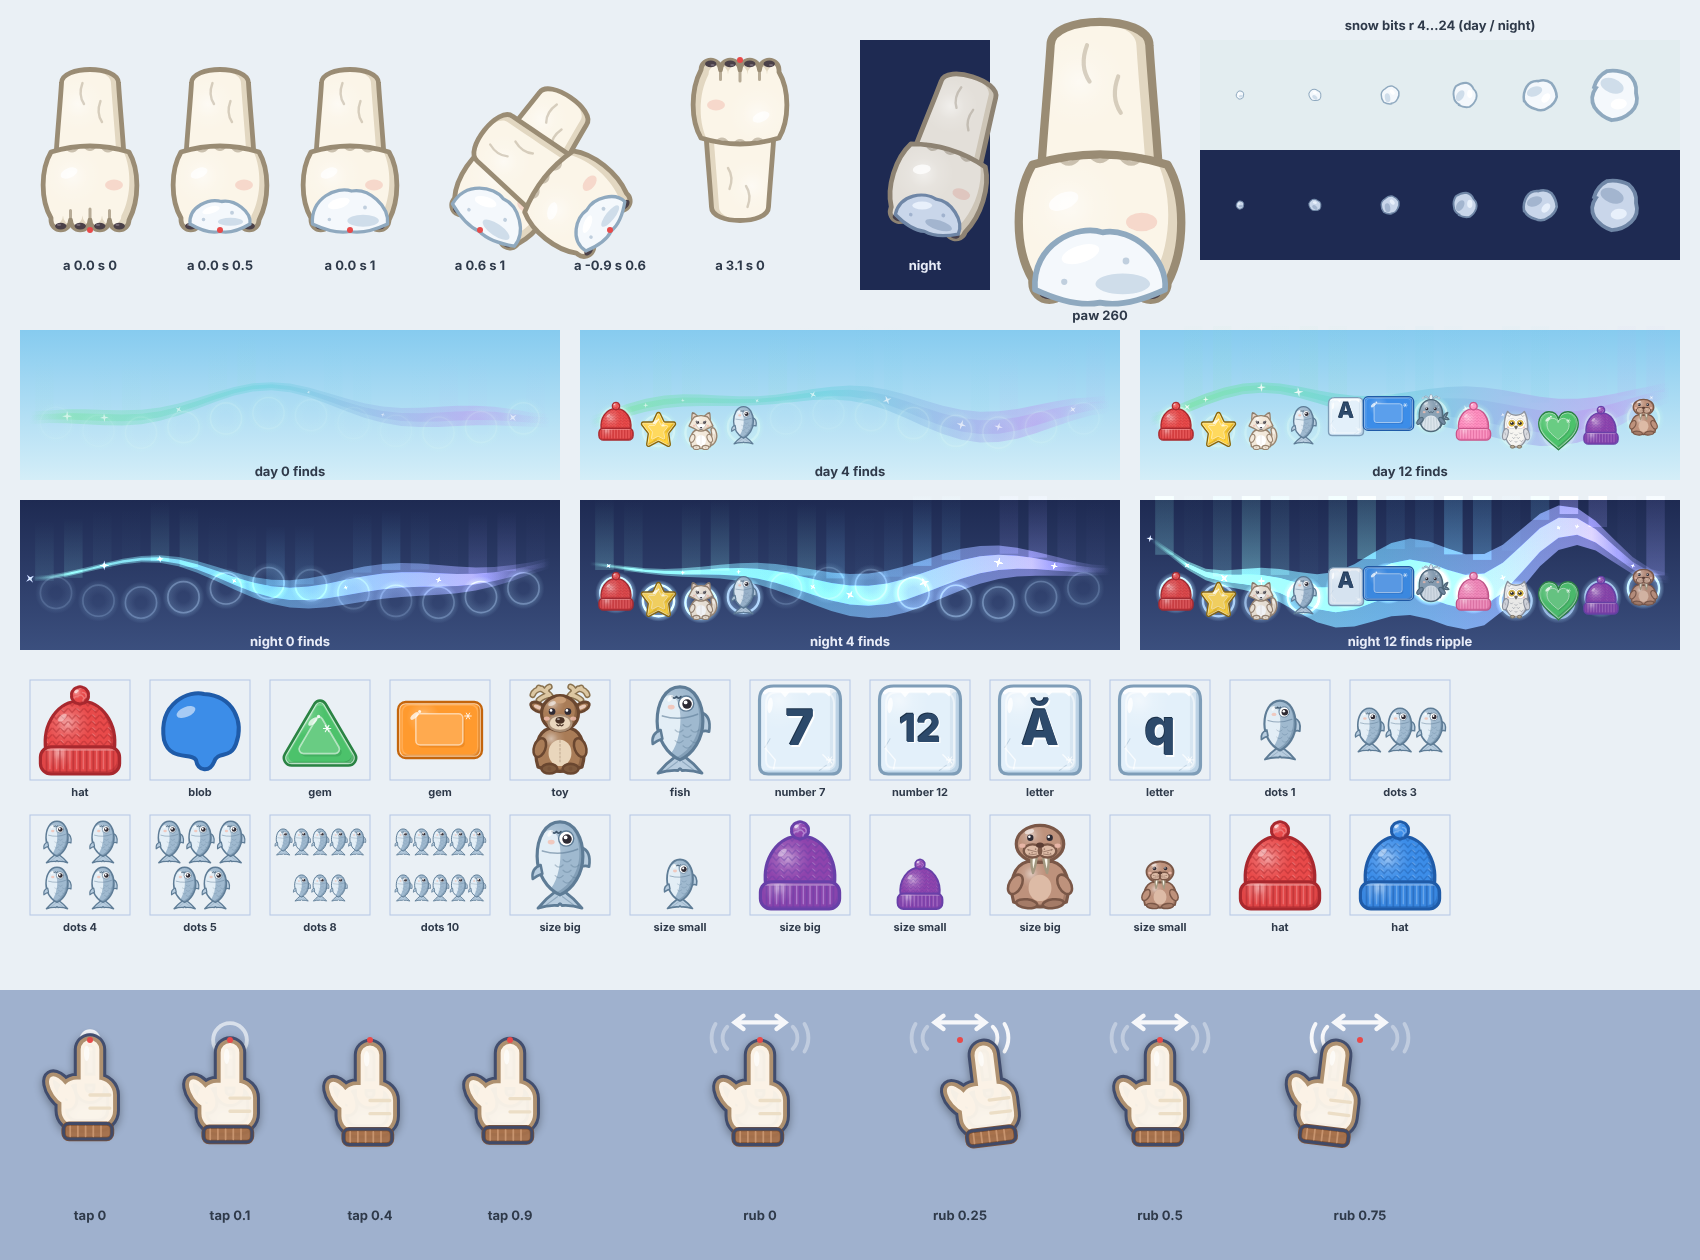 snow bits r 4...24 (day / night)
a 0.0 s 0
a 0.0 s 0.5
a 0.0 s 1
a 0.6 s 1
a -0.9 s 0.6
a 3.1 s 0
night
paw 260
A
day 0 finds
day 4 finds
day 12 finds
A
night 0 finds
night 4 finds
night 12 finds ripple
7
12
Ă
q
hat
blob
gem
gem
toy
fish
number 7
number 12
letter
letter
dots 1
dots 3
dots 4
dots 5
dots 8
dots 10
size big
size small
size big
size small
size big
size small
hat
hat
tap 0
tap 0.1
tap 0.4
tap 0.9
rub 0
rub 0.25
rub 0.5
rub 0.75